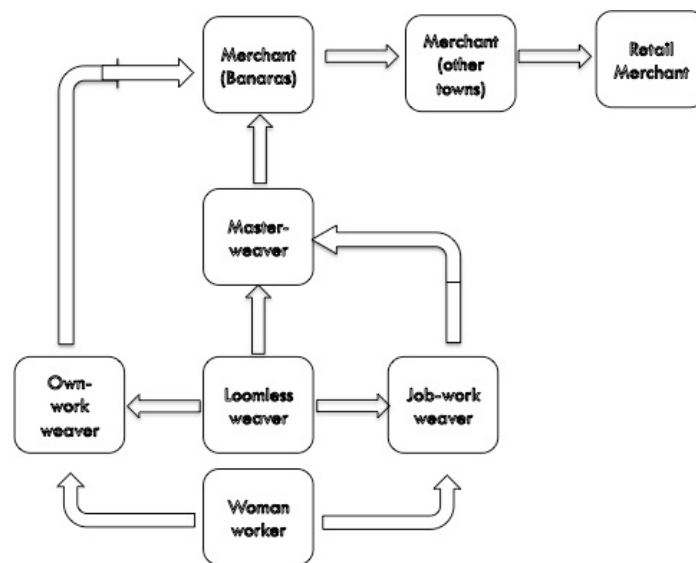 Merchant
(Banaras)
Merchant
(other
towns)
Retail
Merchant
Master-
weaver
Own-
work
weaver
Loomless
weaver
Job-work
weaver
Woman
worker